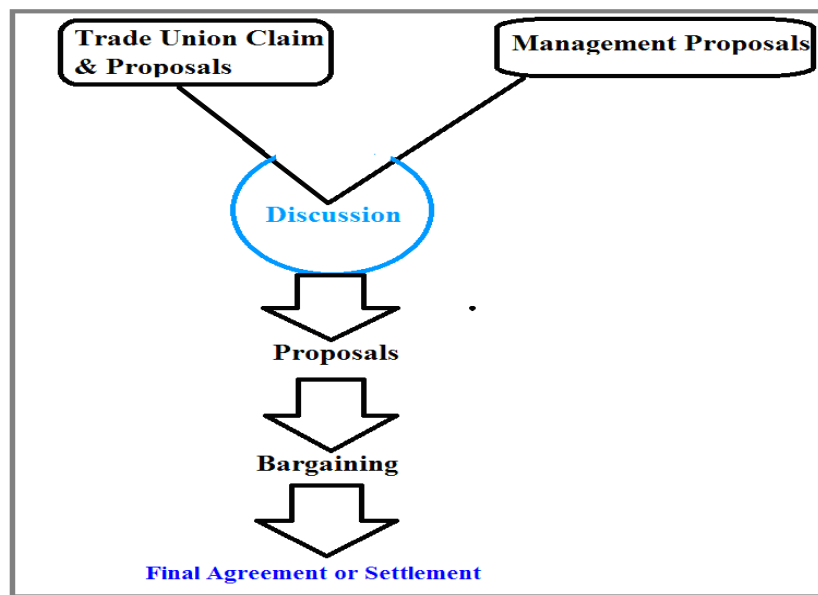 Trade Union Claim
& Proposals
Management Proposals
Discussion
Proposals
Bargaining
Final Agreement or Settlement